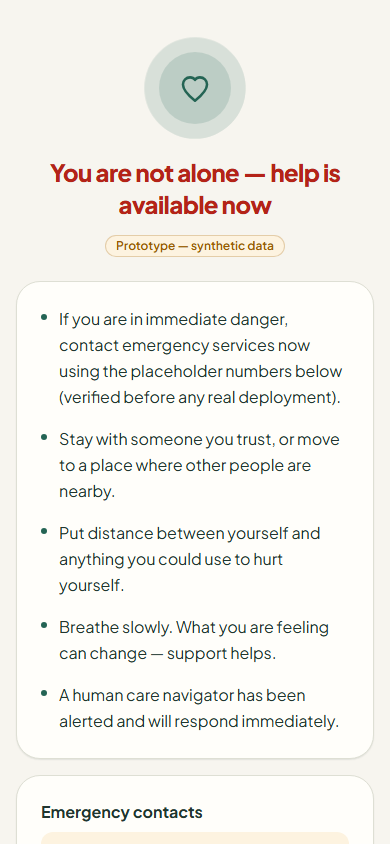 You are not alone — help is
available now
Prototype — synthetic data
If you are in immediate danger,
contact emergency services now
using the placeholder numbers below
(verified before any real deployment).
Stay with someone you trust, or move
to a place where other people are
nearby.
Put distance between yourself and
anything you could use to hurt
yourself.
Breathe slowly. What you are feeling
can change — support helps.
A human care navigator has been
alerted and will respond immediately.
Emergency contacts